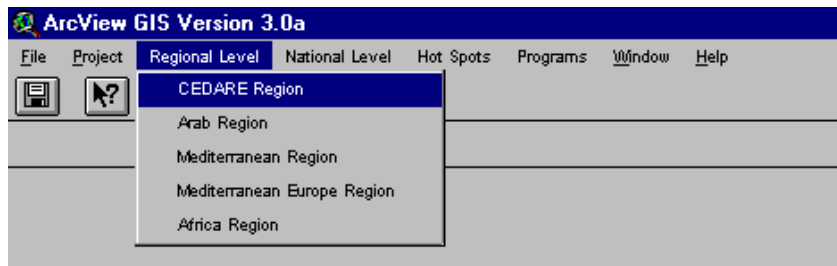 ArcView GIS Version 3.0a
File Project Regional Level National Level Hot Spots Programs Window Help
CEDARE Region
Arab Region
Mediterranean Region
Mediterranean Europe Region
Africa Region